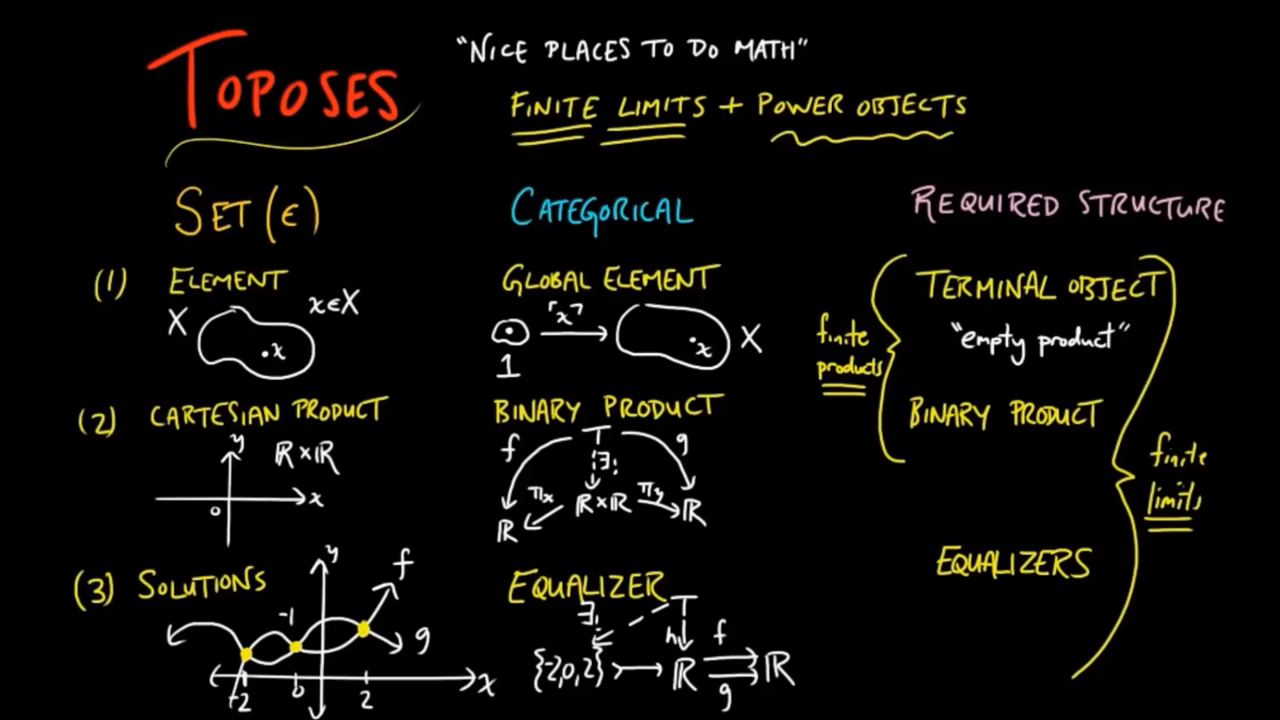 TOPOSES
"NICE PLACES TO DO MATH"
FINITE LIMITS + POWER OBJECTS
SET (ϵ)
CATEGORICAL
REQUIRED STRUCTURE
(1) ELEMENT
X
x∈X
.x
GLOBAL ELEMENT
⌜x⌝
1
.x
X
TERMINAL OBJECT
"empty product"
finite
products
(2) CARTESIAN PRODUCT
y
ℝ×ℝ
x
0
BINARY PRODUCT
f
T
g
∃!
πx
ℝ×ℝ
πy
ℝ
ℝ
BINARY PRODUCT
finite
limits
(3) SOLUTIONS
y
f
-1
g
x
-2
2
EQUALIZER
T
∃!
h
f
{-2,0,2}
ℝ
ℝ
g
EQUALIZERS